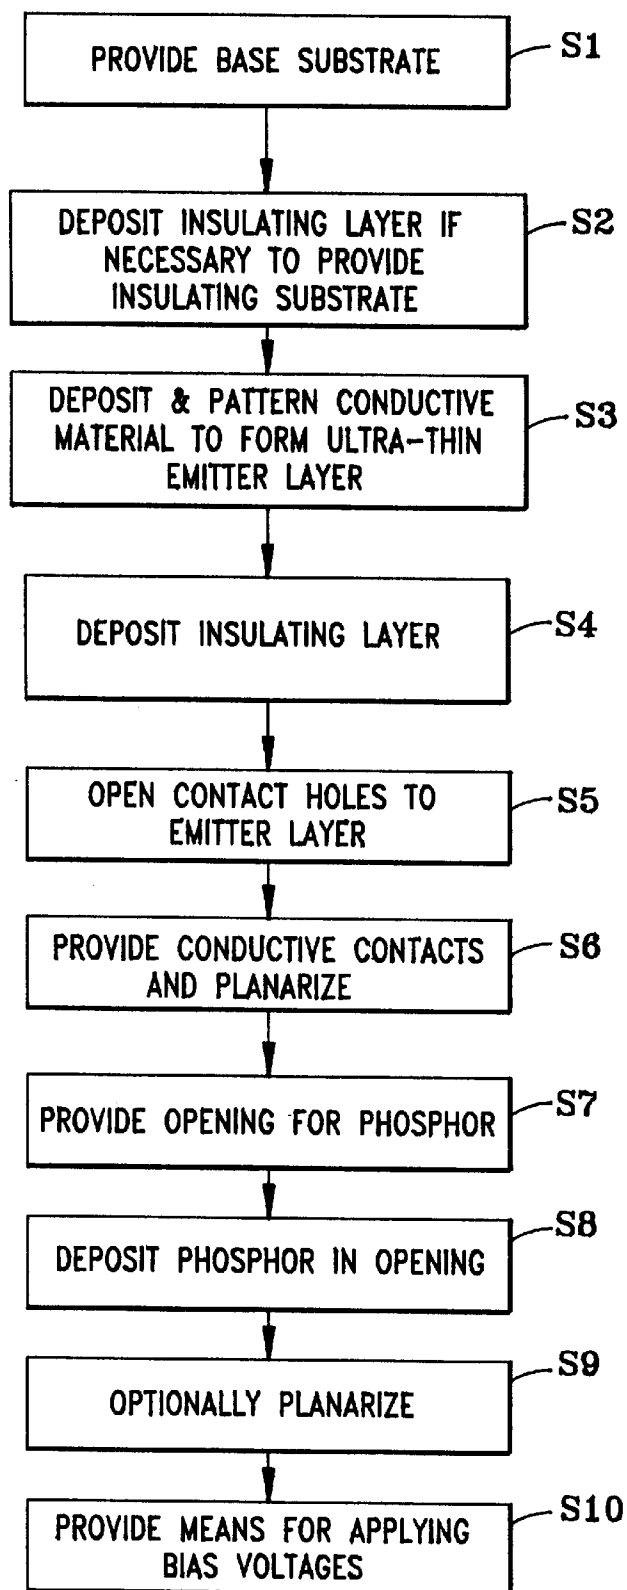 PROVIDE BASE SUBSTRATE
S1
DEPOSIT INSULATING LAYER IF
NECESSARY TO PROVIDE
INSULATING SUBSTRATE
S2
DEPOSIT & PATTERN CONDUCTIVE
MATERIAL TO FORM ULTRA-THIN
EMITTER LAYER
S3
DEPOSIT INSULATING LAYER
S4
OPEN CONTACT HOLES TO
EMITTER LAYER
S5
PROVIDE CONDUCTIVE CONTACTS
AND PLANARIZE
S6
PROVIDE OPENING FOR PHOSPHOR
S7
DEPOSIT PHOSPHOR IN OPENING
S8
OPTIONALLY PLANARIZE
S9
PROVIDE MEANS FOR APPLYING
BIAS VOLTAGES
S10